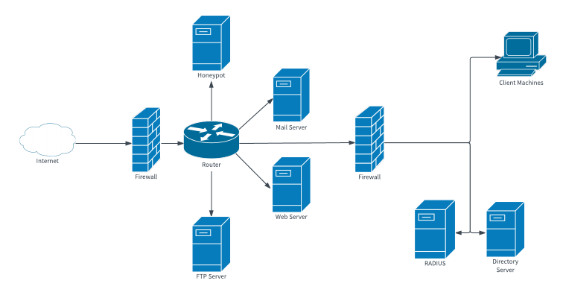 Honeypot
Client Machines
Mail Server
Internet
Firewall
Router
Firewall
Web Server
FTP Server
RADIUS
Directory
Server